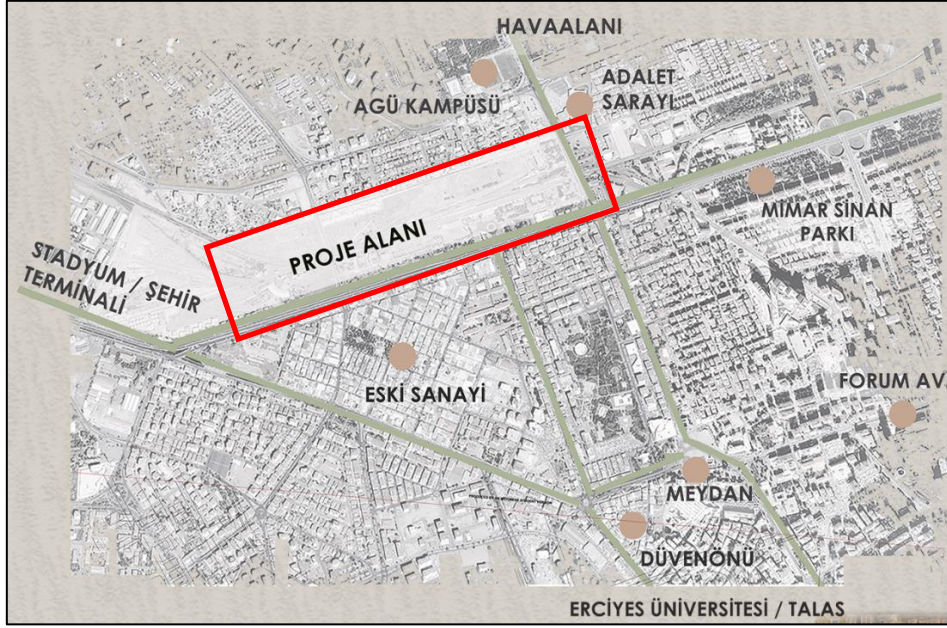 HAVAALANI
AGÜ KAMPÜSÜ
ADALET
SARAYI
MİMAR SİNAN
PARKI
PROJE ALANI
STADYUM / ŞEHİR
TERMİNALİ
ESKİ SANAYİ
FORUM AV
MEYDAN
DÜVENÖNÜ
ERCİYES ÜNİVERSİTESİ / TALAS